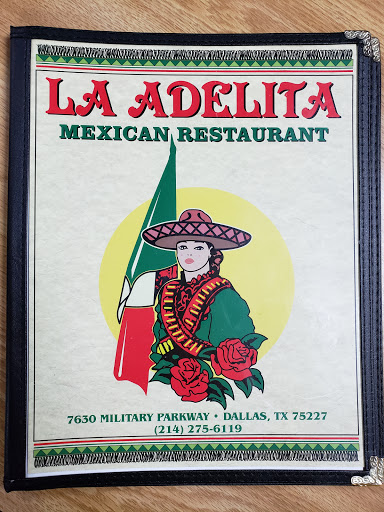 LA ADELITA
MEXICAN RESTAURANT
7630 MILITARY PARKWAY • DALLAS, TX 75227
(214) 275-6119